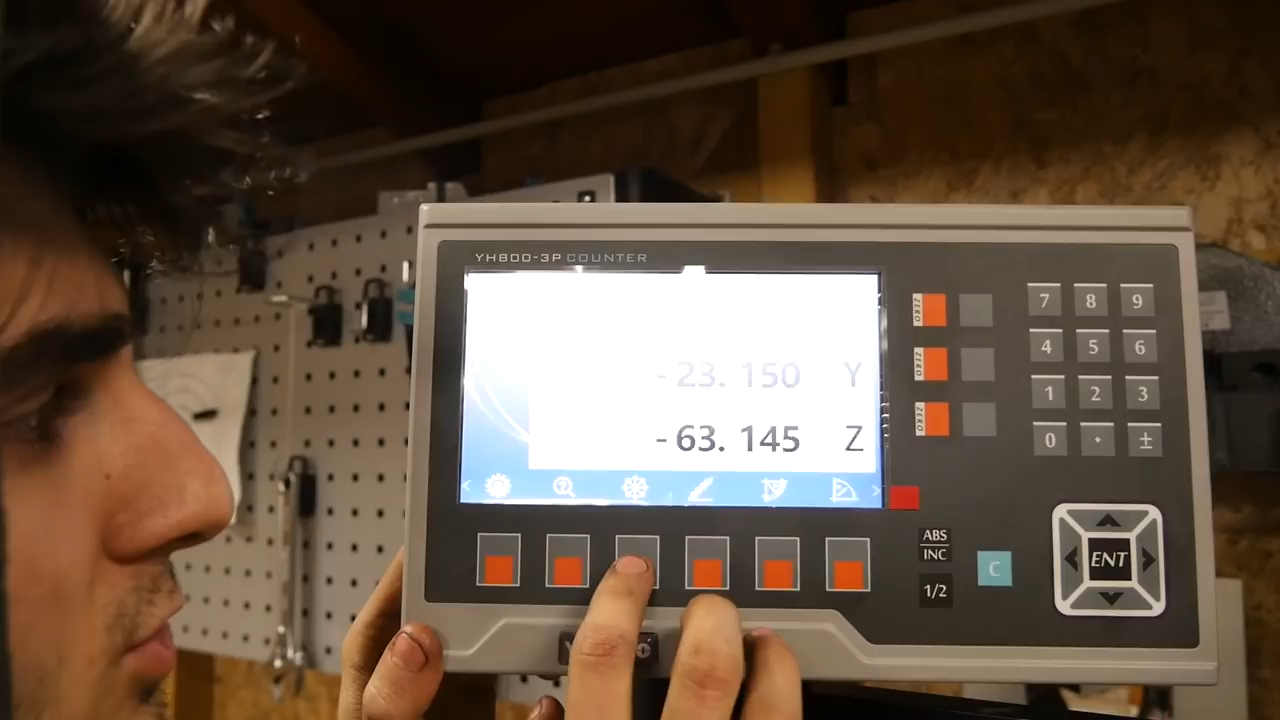 YH800-3P COUNTER
-23.150 Y
-63.145 Z
ZERO
ZERO
ZERO
7 8 9
4 5 6
1 2 3
0 · ±
ABS
INC
1/2
C
ENT